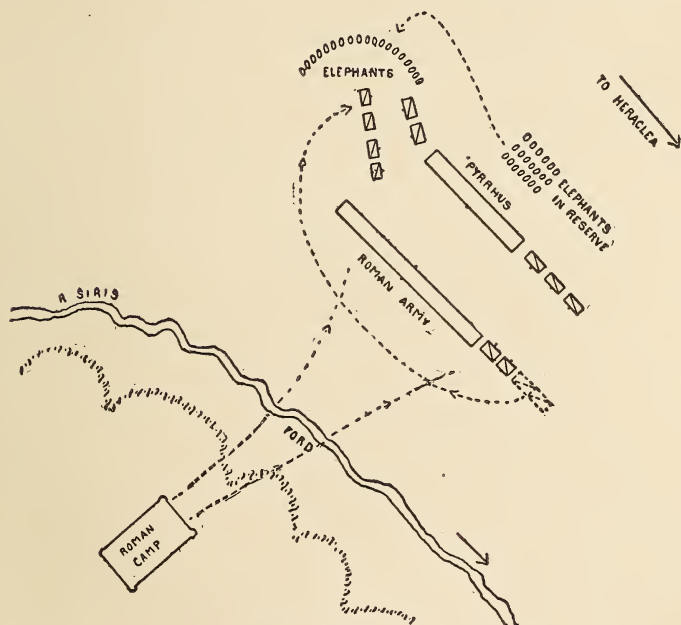 ELEPHANTS
TO HERACLEA
PYRRHUS
ELEPHANTS
IN RESERVE
ROMAN ARMY
R SIRIS
FORD
ROMAN
CAMP